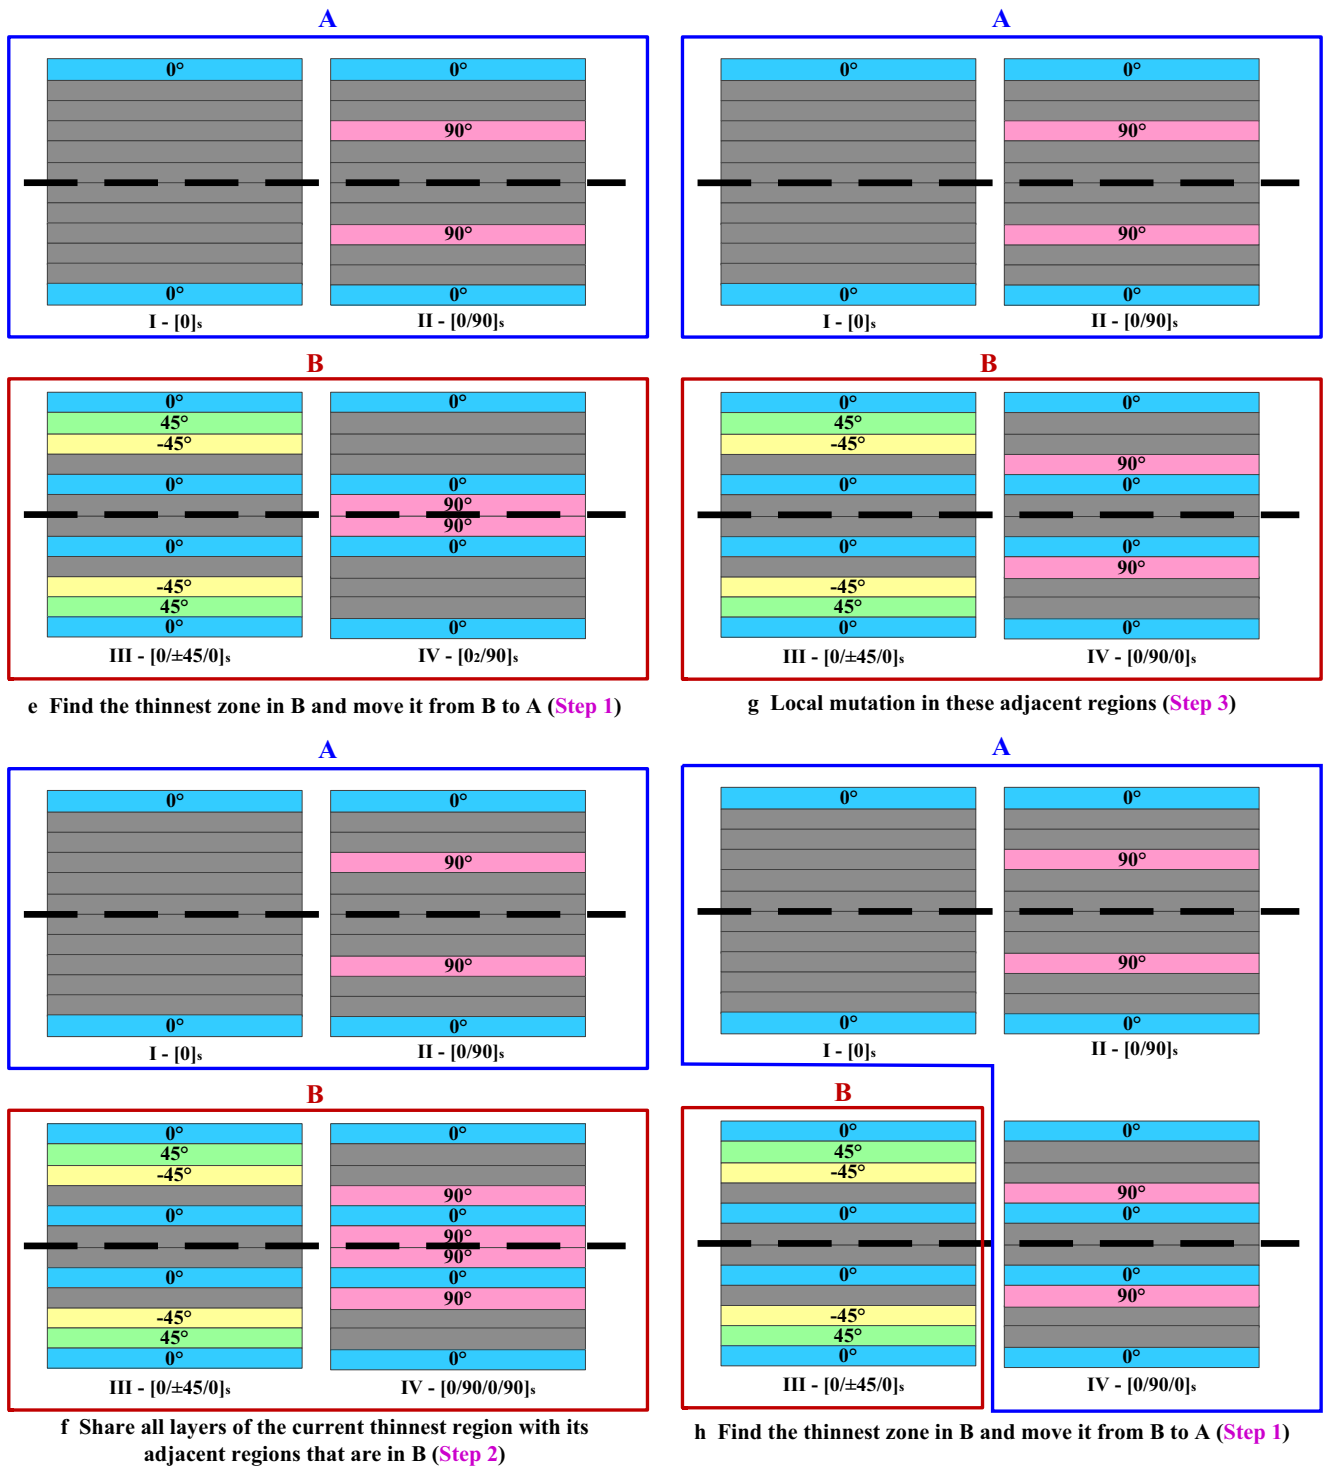 A
0°
0°
90°
90°
0°
0°
I - [0]s
II - [0/90]s
B
0°
45°
-45°
0°
0°
-45°
45°
0°
0°
0°
90°
90°
0°
0°
III - [0/±45/0]s
IV - [02/90]s
e Find the thinnest zone in B and move it from B to A (Step 1)
A
0°
0°
90°
90°
0°
0°
I - [0]s
II - [0/90]s
B
0°
45°
-45°
0°
0°
-45°
45°
0°
0°
90°
0°
0°
90°
0°
III - [0/±45/0]s
IV - [0/90/0]s
g Local mutation in these adjacent regions (Step 3)
A
0°
0°
90°
90°
0°
0°
I - [0]s
II - [0/90]s
B
0°
45°
-45°
0°
0°
-45°
45°
0°
0°
90°
0°
90°
90°
0°
90°
0°
III - [0/±45/0]s
IV - [0/90/0/90]s
f Share all layers of the current thinnest region with its
adjacent regions that are in B (Step 2)
A
0°
0°
90°
90°
0°
0°
I - [0]s
II - [0/90]s
B
0°
45°
-45°
0°
0°
-45°
45°
0°
0°
90°
0°
0°
90°
0°
III - [0/±45/0]s
IV - [0/90/0]s
h Find the thinnest zone in B and move it from B to A (Step 1)